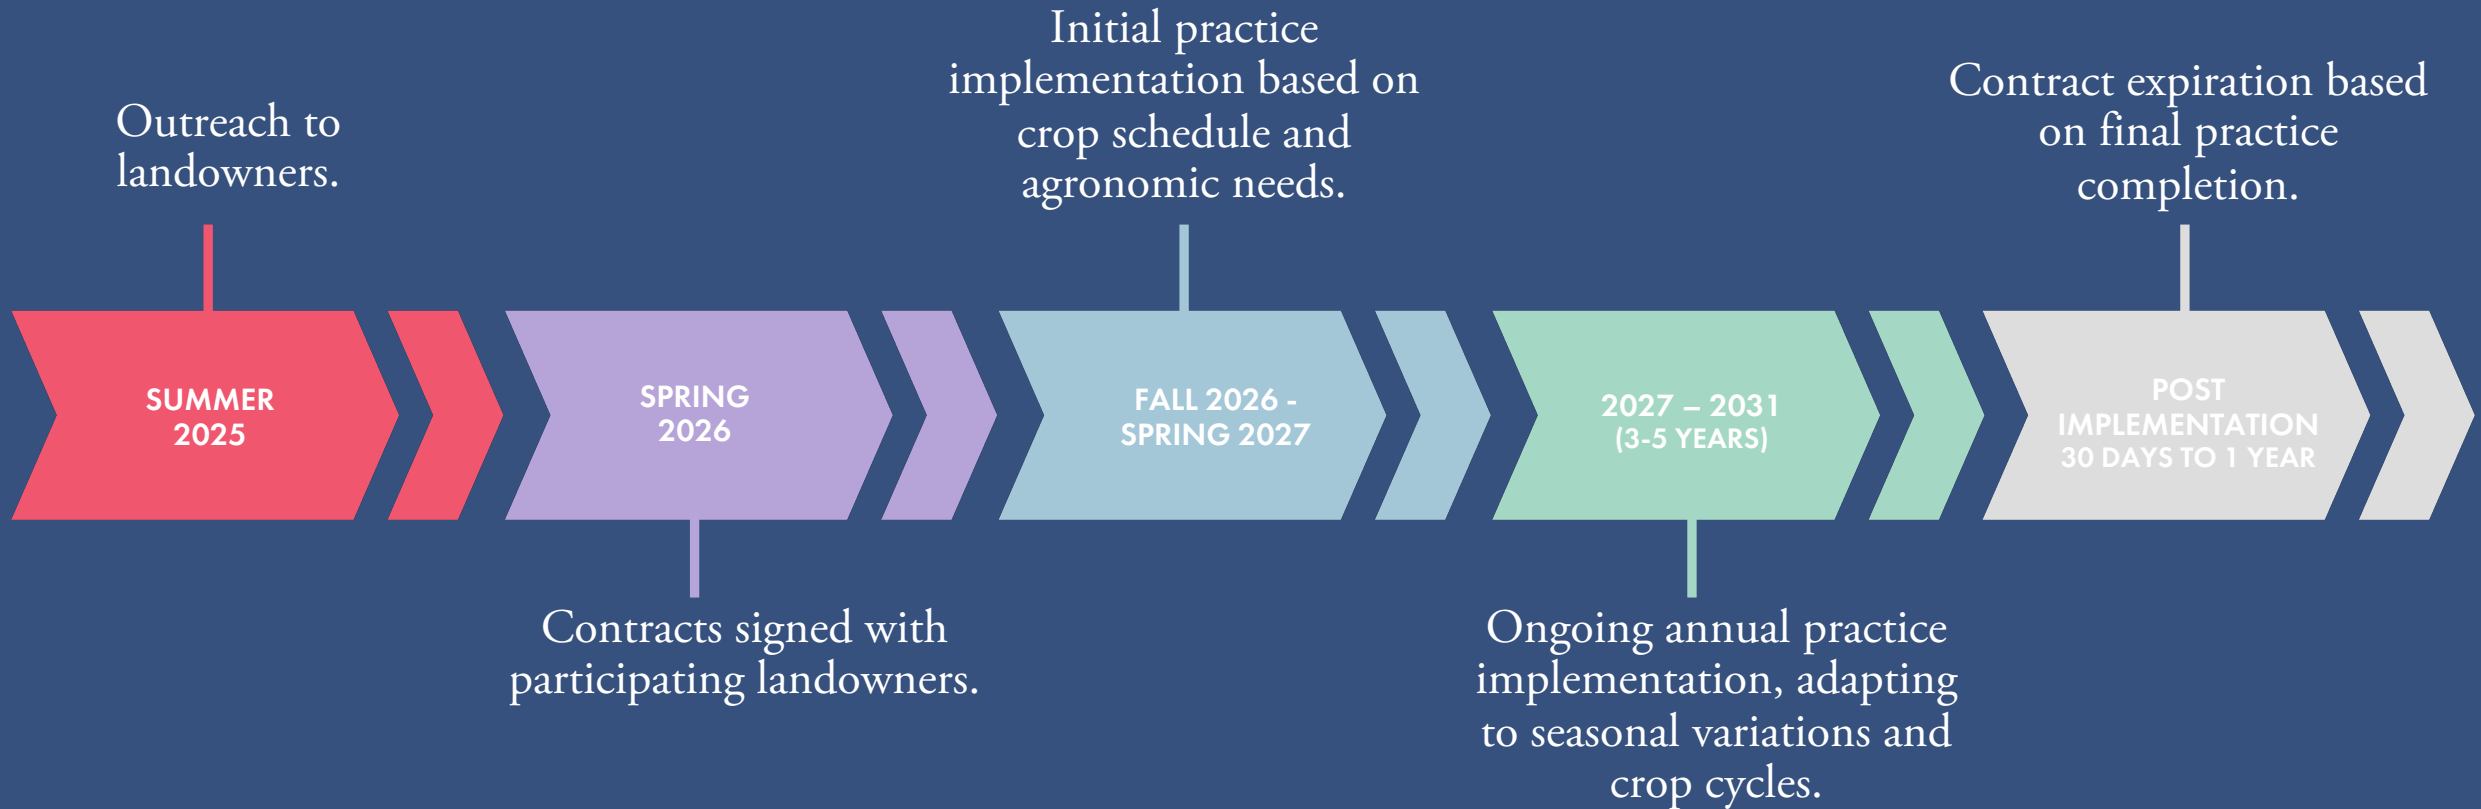 Outreach to
landowners.
Initial practice
implementation based on
crop schedule and
agronomic needs.
Contract expiration based
on final practice
completion.
SUMMER
2025
SPRING
2026
FALL 2026 -
SPRING 2027
2027 – 2031
(3-5 YEARS)
POST
IMPLEMENTATION
30 DAYS TO 1 YEAR
Contracts signed with
participating landowners.
Ongoing annual practice
implementation, adapting
to seasonal variations and
crop cycles.